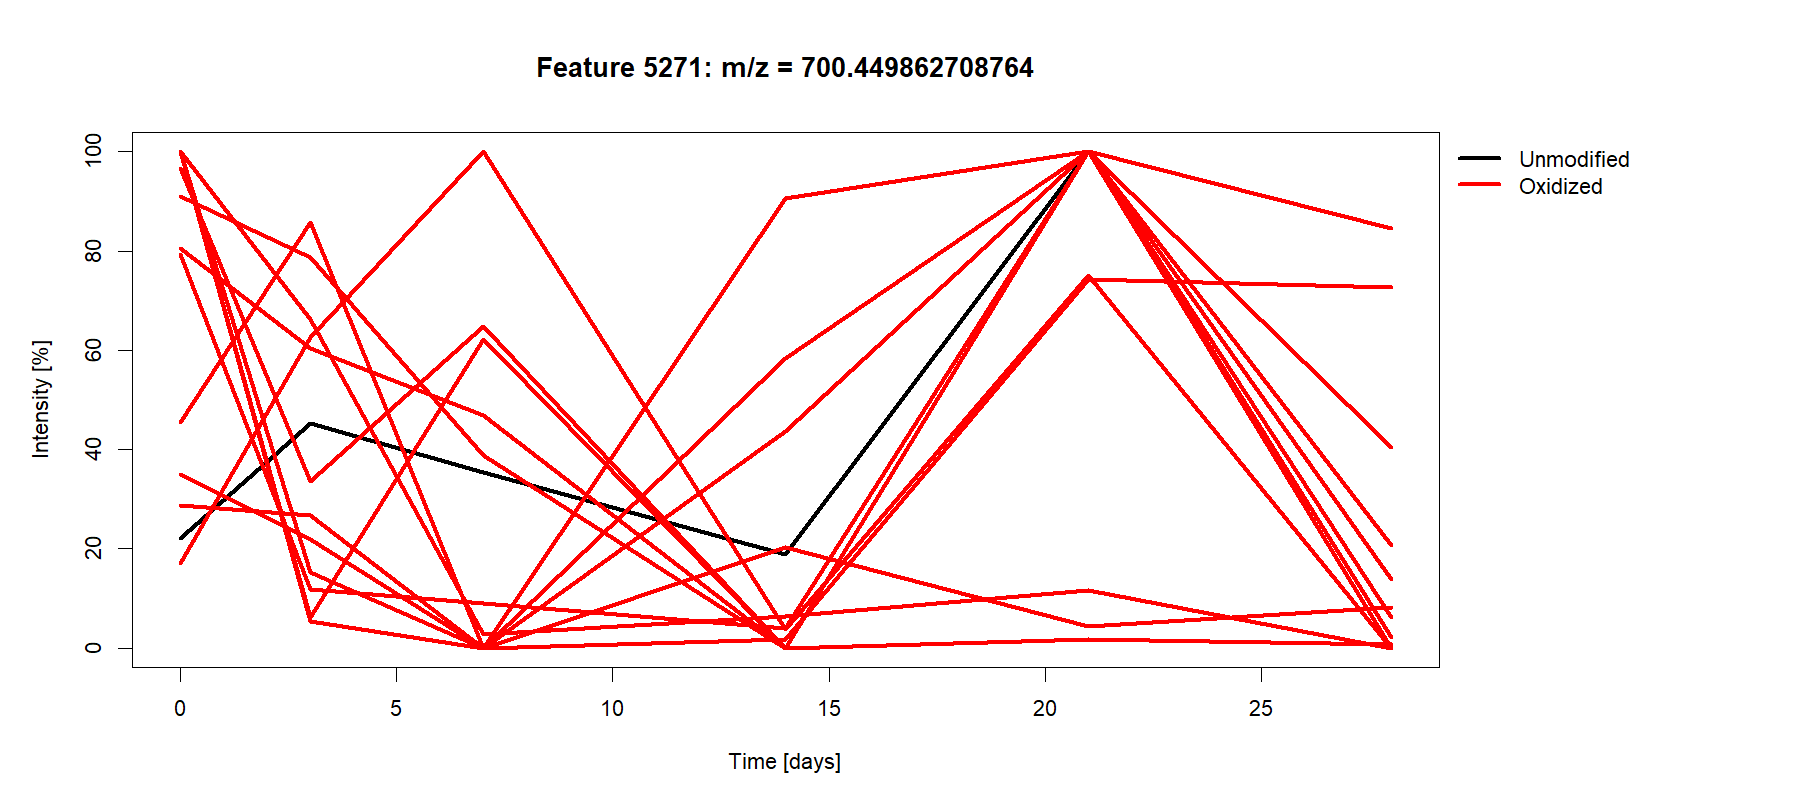 Feature 5271: m/z = 700.449862708764
Unmodified
Oxidized
Intensity [%]
100
80
60
40
20
0
0 5 10 15 20 25
Time [days]